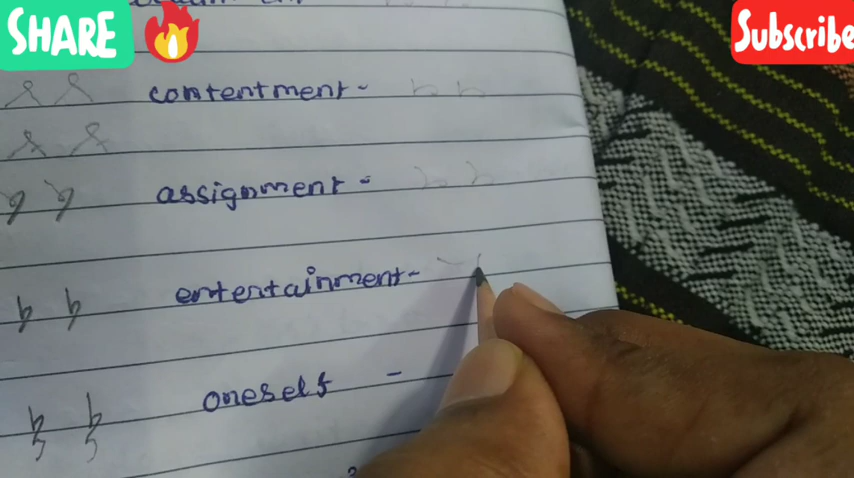 SHARE
Subscribe
contentment -
assignment -
entertainment -
oneself -